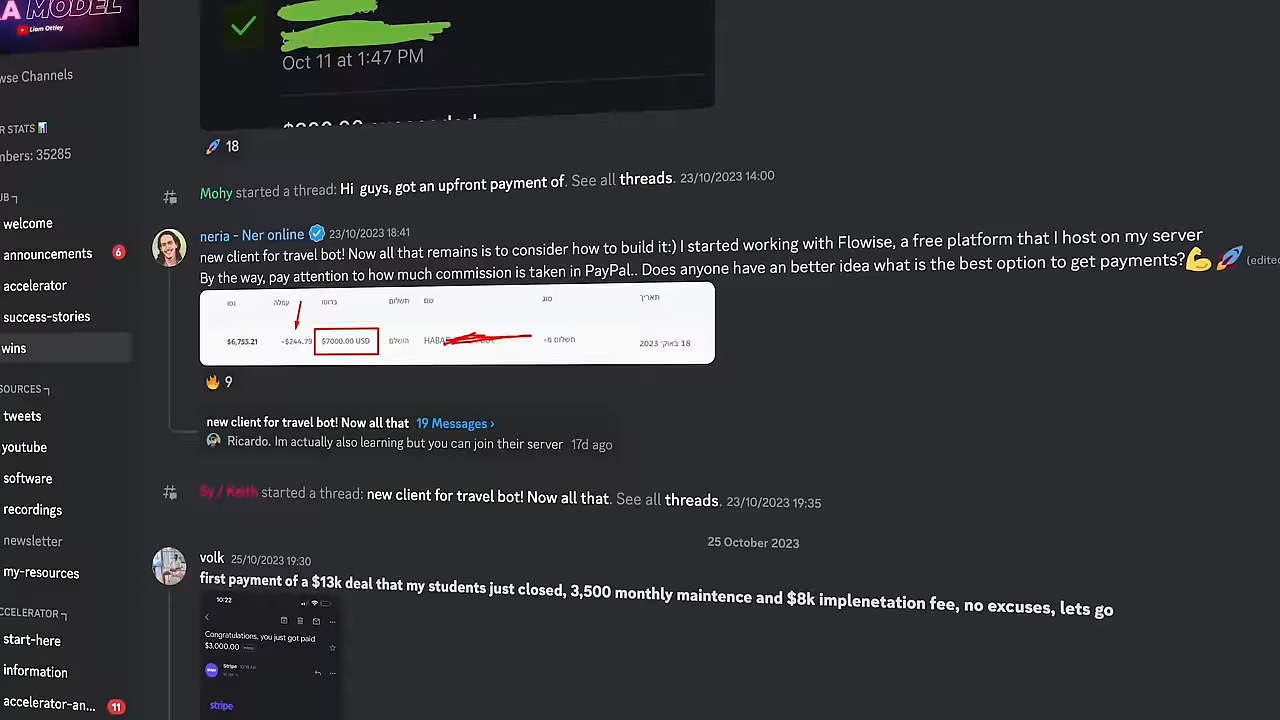 A MODEL
Liam Ottley
wse Channels
R STATS 📊
mbers: 35285
UB
welcome
announcements 6
accelerator
success-stories
wins
SOURCES
tweets
youtube
software
recordings
newsletter
my-resources
CCELERATOR
start-here
information
accelerator-an... 11
Oct 11 at 1:47 PM
🚀 18
Mohy started a thread: Hi guys, got an upfront payment of. See all threads. 23/10/2023 14:00
neria - Ner online 23/10/2023 18:41
new client for travel bot! Now all that remains is to consider how to build it:) I started working with Flowise, a free platform that I host on my server
By the way, pay attention to how much commission is taken in PayPal.. Does anyone have an better idea what is the best option to get payments?💪🚀 (edited
תאריך סוג שם תשלום ברוטו עמלה נטו
18 באוק׳ 2023 תשלום מ- HABA הושלם $7000.00 USD -$244.79 $6,755.21
🔥 9
new client for travel bot! Now all that 19 Messages ›
Ricardo. Im actually also learning but you can join their server 17d ago
Sy / Keith started a thread: new client for travel bot! Now all that. See all threads. 23/10/2023 19:35
25 October 2023
volk 25/10/2023 19:30
first payment of a $13k deal that my students just closed, 3,500 monthly maintence and $8k implenetation fee, no excuses, lets go
10:22
Congratulations, you just got paid
$3,000.00
Stripe
stripe